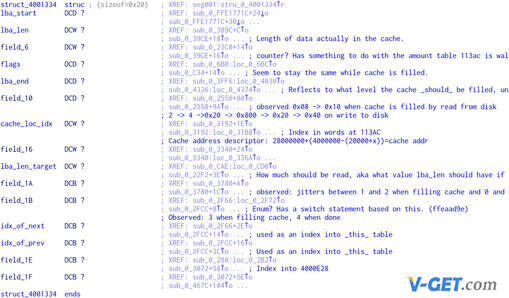 struct_4001334 struc ; (sizeof=0x20) ; XREF: seg001:stru_0_4001334↑r
lba_start DCD ? ; XREF: sub_0_FFE1771C+24↑o
; sub_0_FFE1771C+30↑o ...
lba_len DCW ? ; XREF: sub_0_389C+C↑o
; sub_0_39CE+18↑o ... ; Length of data actually in the cache.
field_6 DCW ? ; XREF: sub_0_23C0+14↑o
; sub_0_39CE+16↑o ... ; counter? Has something to do with the amount table 113ac is wal
flags DCD ? ; XREF: sub_0_6B0:loc_0_6BC↑o
; sub_0_C34+14↑o ... ; Seem to stay the same while cache is filled.
lba_end DCD ? ; XREF: sub_0_3FF6:loc_0_4030↑o
; sub_0_4336:loc_0_4374↑o ... ; Reflects to what level the cache _should_ be filled, un
field_10 DCD ? ; XREF: sub_0_2558+80↑o
; sub_0_2558+9A↑o ... ; observed 0x08 -> 0x10 when cache is filled by read from disk
; 2 -> 4 ->0x20 -> 0x800 -> 0x20 -> 0x40 on write to disk
cache_loc_idx DCW ? ; XREF: sub_0_3192+1E↑o
; sub_0_3192:loc_0_31B8↑o ... ; Index in words at 113AC
; Cache address descriptor: 28000000+(4000000-(20000+x))=cache addr
field_16 DCW ? ; XREF: sub_0_3340+24↑o
; sub_0_3340:loc_0_336A↑o ...
lba_len_target DCW ? ; XREF: sub_0_CAE:loc_0_CD0↑o
; sub_0_22F2+3E↑o ... ; How much should be read, aka what value lba_len should have if
field_1A DCB ? ; XREF: sub_0_3780+A↑o
; sub_0_3780+1C↑o ... ; observed: jitters between 1 and 2 when filling cache and 0 and
field_1B DCB ? ; XREF: sub_0_2F66:loc_0_2F72↑o
; sub_0_2FCC+8↑o ... ; Enum? Has a switch statement based on this. (ffeaad9e)
; Observed: 3 when filling cache, 4 when done
idx_of_next DCB ? ; XREF: sub_0_2F66+2E↑o
; sub_0_2FCC+14↑o ... ; used as an index into _this_ table
idx_of_prev DCB ? ; XREF: sub_0_2FCC+16↑o
; sub_0_2FCC+3C↑o ... ; Used as an index into _this_ table
field_1E DCB ? ; XREF: sub_0_288:loc_0_2B2↑o
; sub_0_3072+58↑o ... ; Index into 4000E28
field_1F DCB ? ; XREF: sub_0_3072+5E↑o
; sub_0_467C+104↑o ...
struct_4001334 ends
V-GET.com